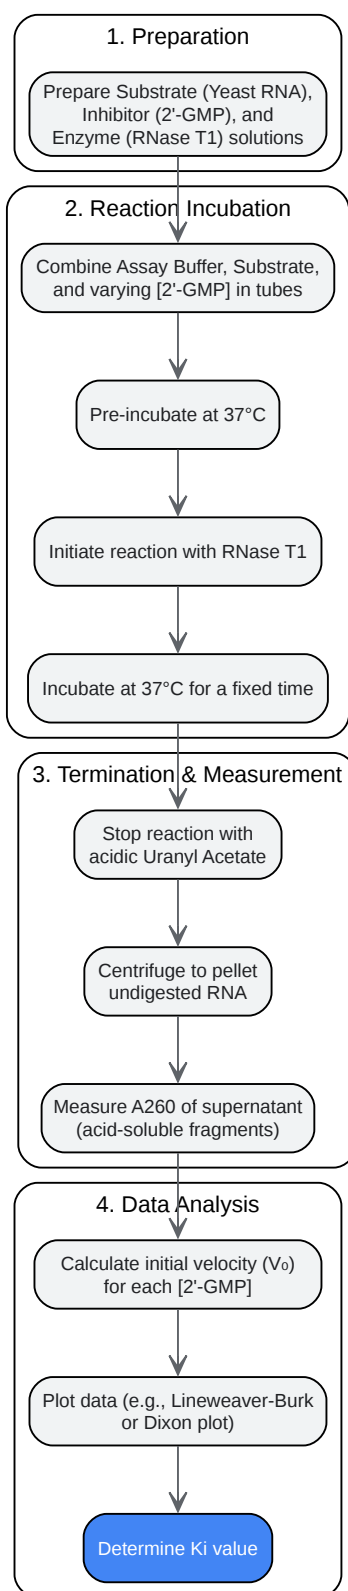 1. Preparation
Prepare Substrate (Yeast RNA),
Inhibitor (2'-GMP), and
Enzyme (RNase T1) solutions
2. Reaction Incubation
Combine Assay Buffer, Substrate,
and varying [2'-GMP] in tubes
Pre-incubate at 37°C
Initiate reaction with RNase T1
Incubate at 37°C for a fixed time
3. Termination & Measurement
Stop reaction with
acidic Uranyl Acetate
Centrifuge to pellet
undigested RNA
Measure A260 of supernatant
(acid-soluble fragments)
4. Data Analysis
Calculate initial velocity (V₀)
for each [2'-GMP]
Plot data (e.g., Lineweaver-Burk
or Dixon plot)
Determine Ki value